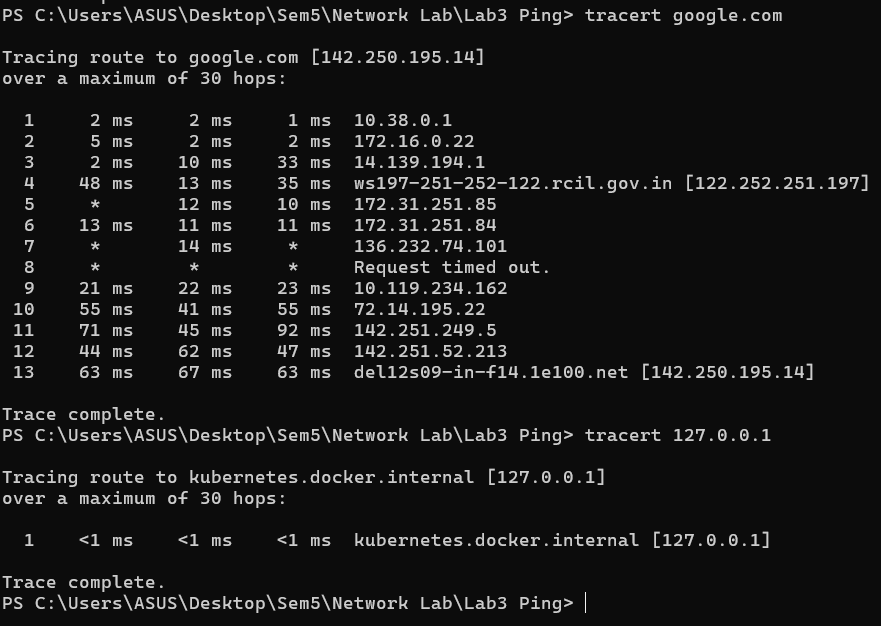 PS C:\Users\ASUS\Desktop\Sem5\Network Lab\Lab3 Ping> tracert google.com
Tracing route to google.com [142.250.195.14]
over a maximum of 30 hops:
1 2 ms 2 ms 1 ms 10.38.0.1
2 5 ms 2 ms 2 ms 172.16.0.22
3 2 ms 10 ms 33 ms 14.139.194.1
4 48 ms 13 ms 35 ms ws197-251-252-122.rcil.gov.in [122.252.251.197]
5 * 12 ms 10 ms 172.31.251.85
6 13 ms 11 ms 11 ms 172.31.251.84
7 * 14 ms * 136.232.74.101
8 * * * Request timed out.
9 21 ms 22 ms 23 ms 10.119.234.162
10 55 ms 41 ms 55 ms 72.14.195.22
11 71 ms 45 ms 92 ms 142.251.249.5
12 44 ms 62 ms 47 ms 142.251.52.213
13 63 ms 67 ms 63 ms del12s09-in-f14.1e100.net [142.250.195.14]
Trace complete.
PS C:\Users\ASUS\Desktop\Sem5\Network Lab\Lab3 Ping> tracert 127.0.0.1
Tracing route to kubernetes.docker.internal [127.0.0.1]
over a maximum of 30 hops:
1 <1 ms <1 ms <1 ms kubernetes.docker.internal [127.0.0.1]
Trace complete.
PS C:\Users\ASUS\Desktop\Sem5\Network Lab\Lab3 Ping>